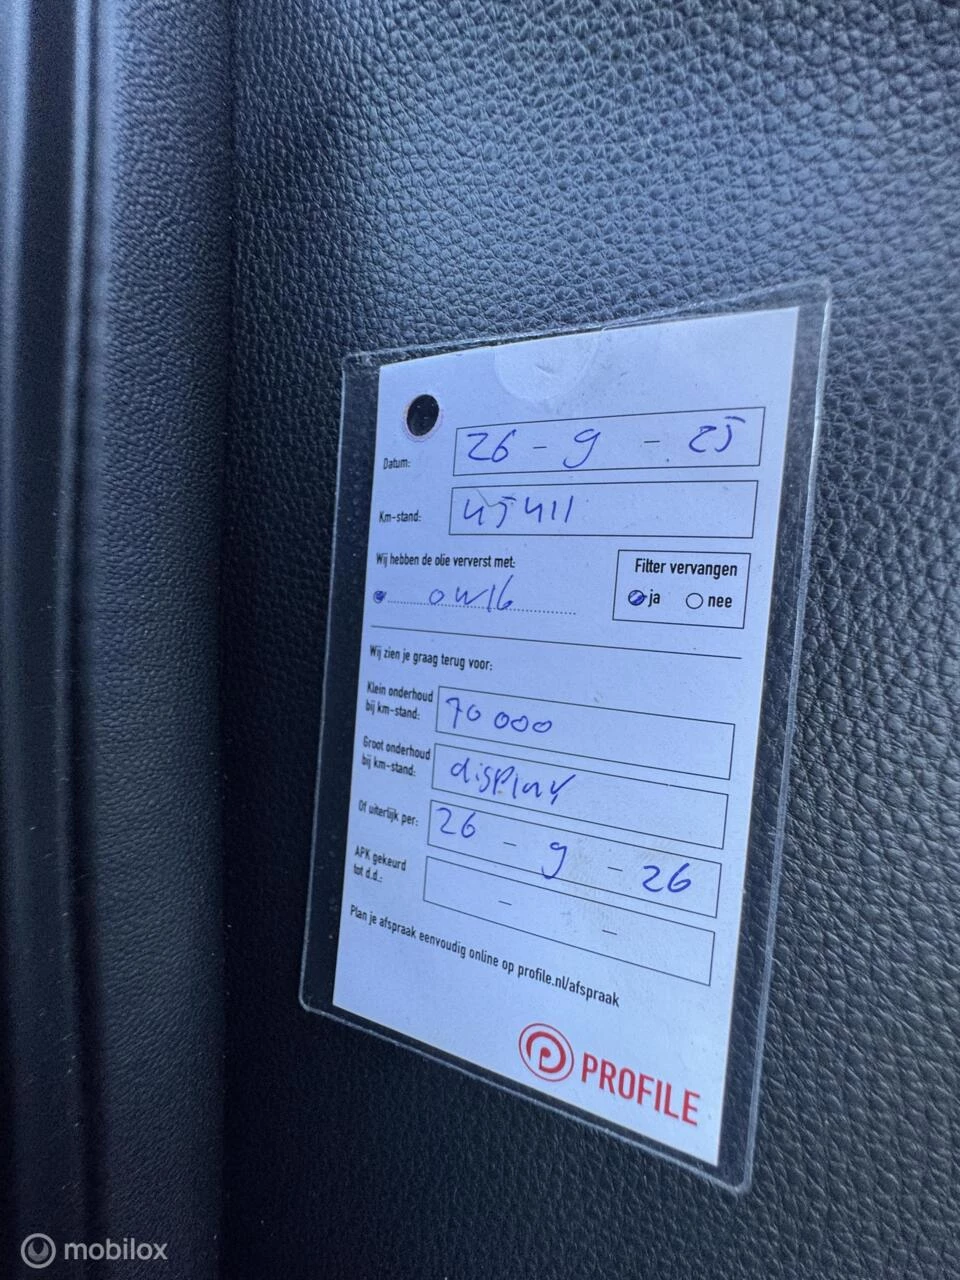 Datum: 26 - 9 - 25
Km-stand: 45411
Wij hebben de olie ververst met:
0W16
Filter vervangen
ja nee
Wij zien je graag terug voor:
Klein onderhoud
bij km-stand: 70 000
Groot onderhoud
bij km-stand: display
Of uiterlijk per: 26 - 9 - 26
APK gekeurd
tot d.d.: - -
Plan je afspraak eenvoudig online op profile.nl/afspraak
PROFILE
mobilox